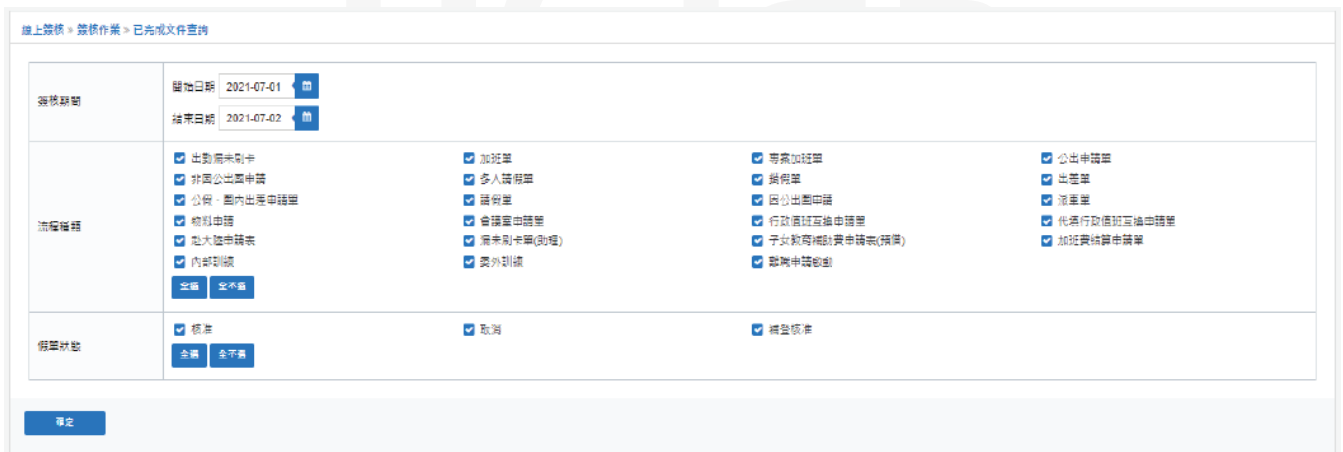 線上簽核 » 簽核作業 » 已完成文件查詢
簽核期間
開始日期 2021-07-01
結束日期 2021-07-02
流程種類
出勤漏未刷卡 加班單 專案加班單 公出申請單
非因公出國申請 多人請假單 銷假單 出差單
公假、國內出差申請單 請假單 因公出國申請 派車單
物料申請 會議室申請單 行政值班互換申請單 代填行政值班互換申請單
赴大陸申請表 漏未刷卡單(助理) 子女教育補助費申請表(預借) 加班費結算申請單
內部訓練 委外訓練 離職申請啟動
全選 全不選
假單狀態
核准 取消 補登核准
全選 全不選
確定